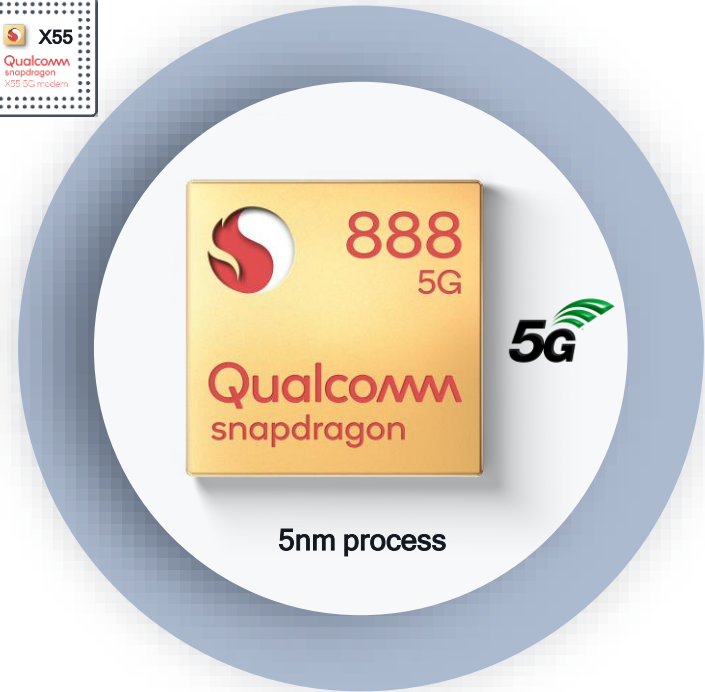 X55
Qualcomm
snapdragon
X55 5G modem
888
5G
Qualcomm
snapdragon
5G
5nm process